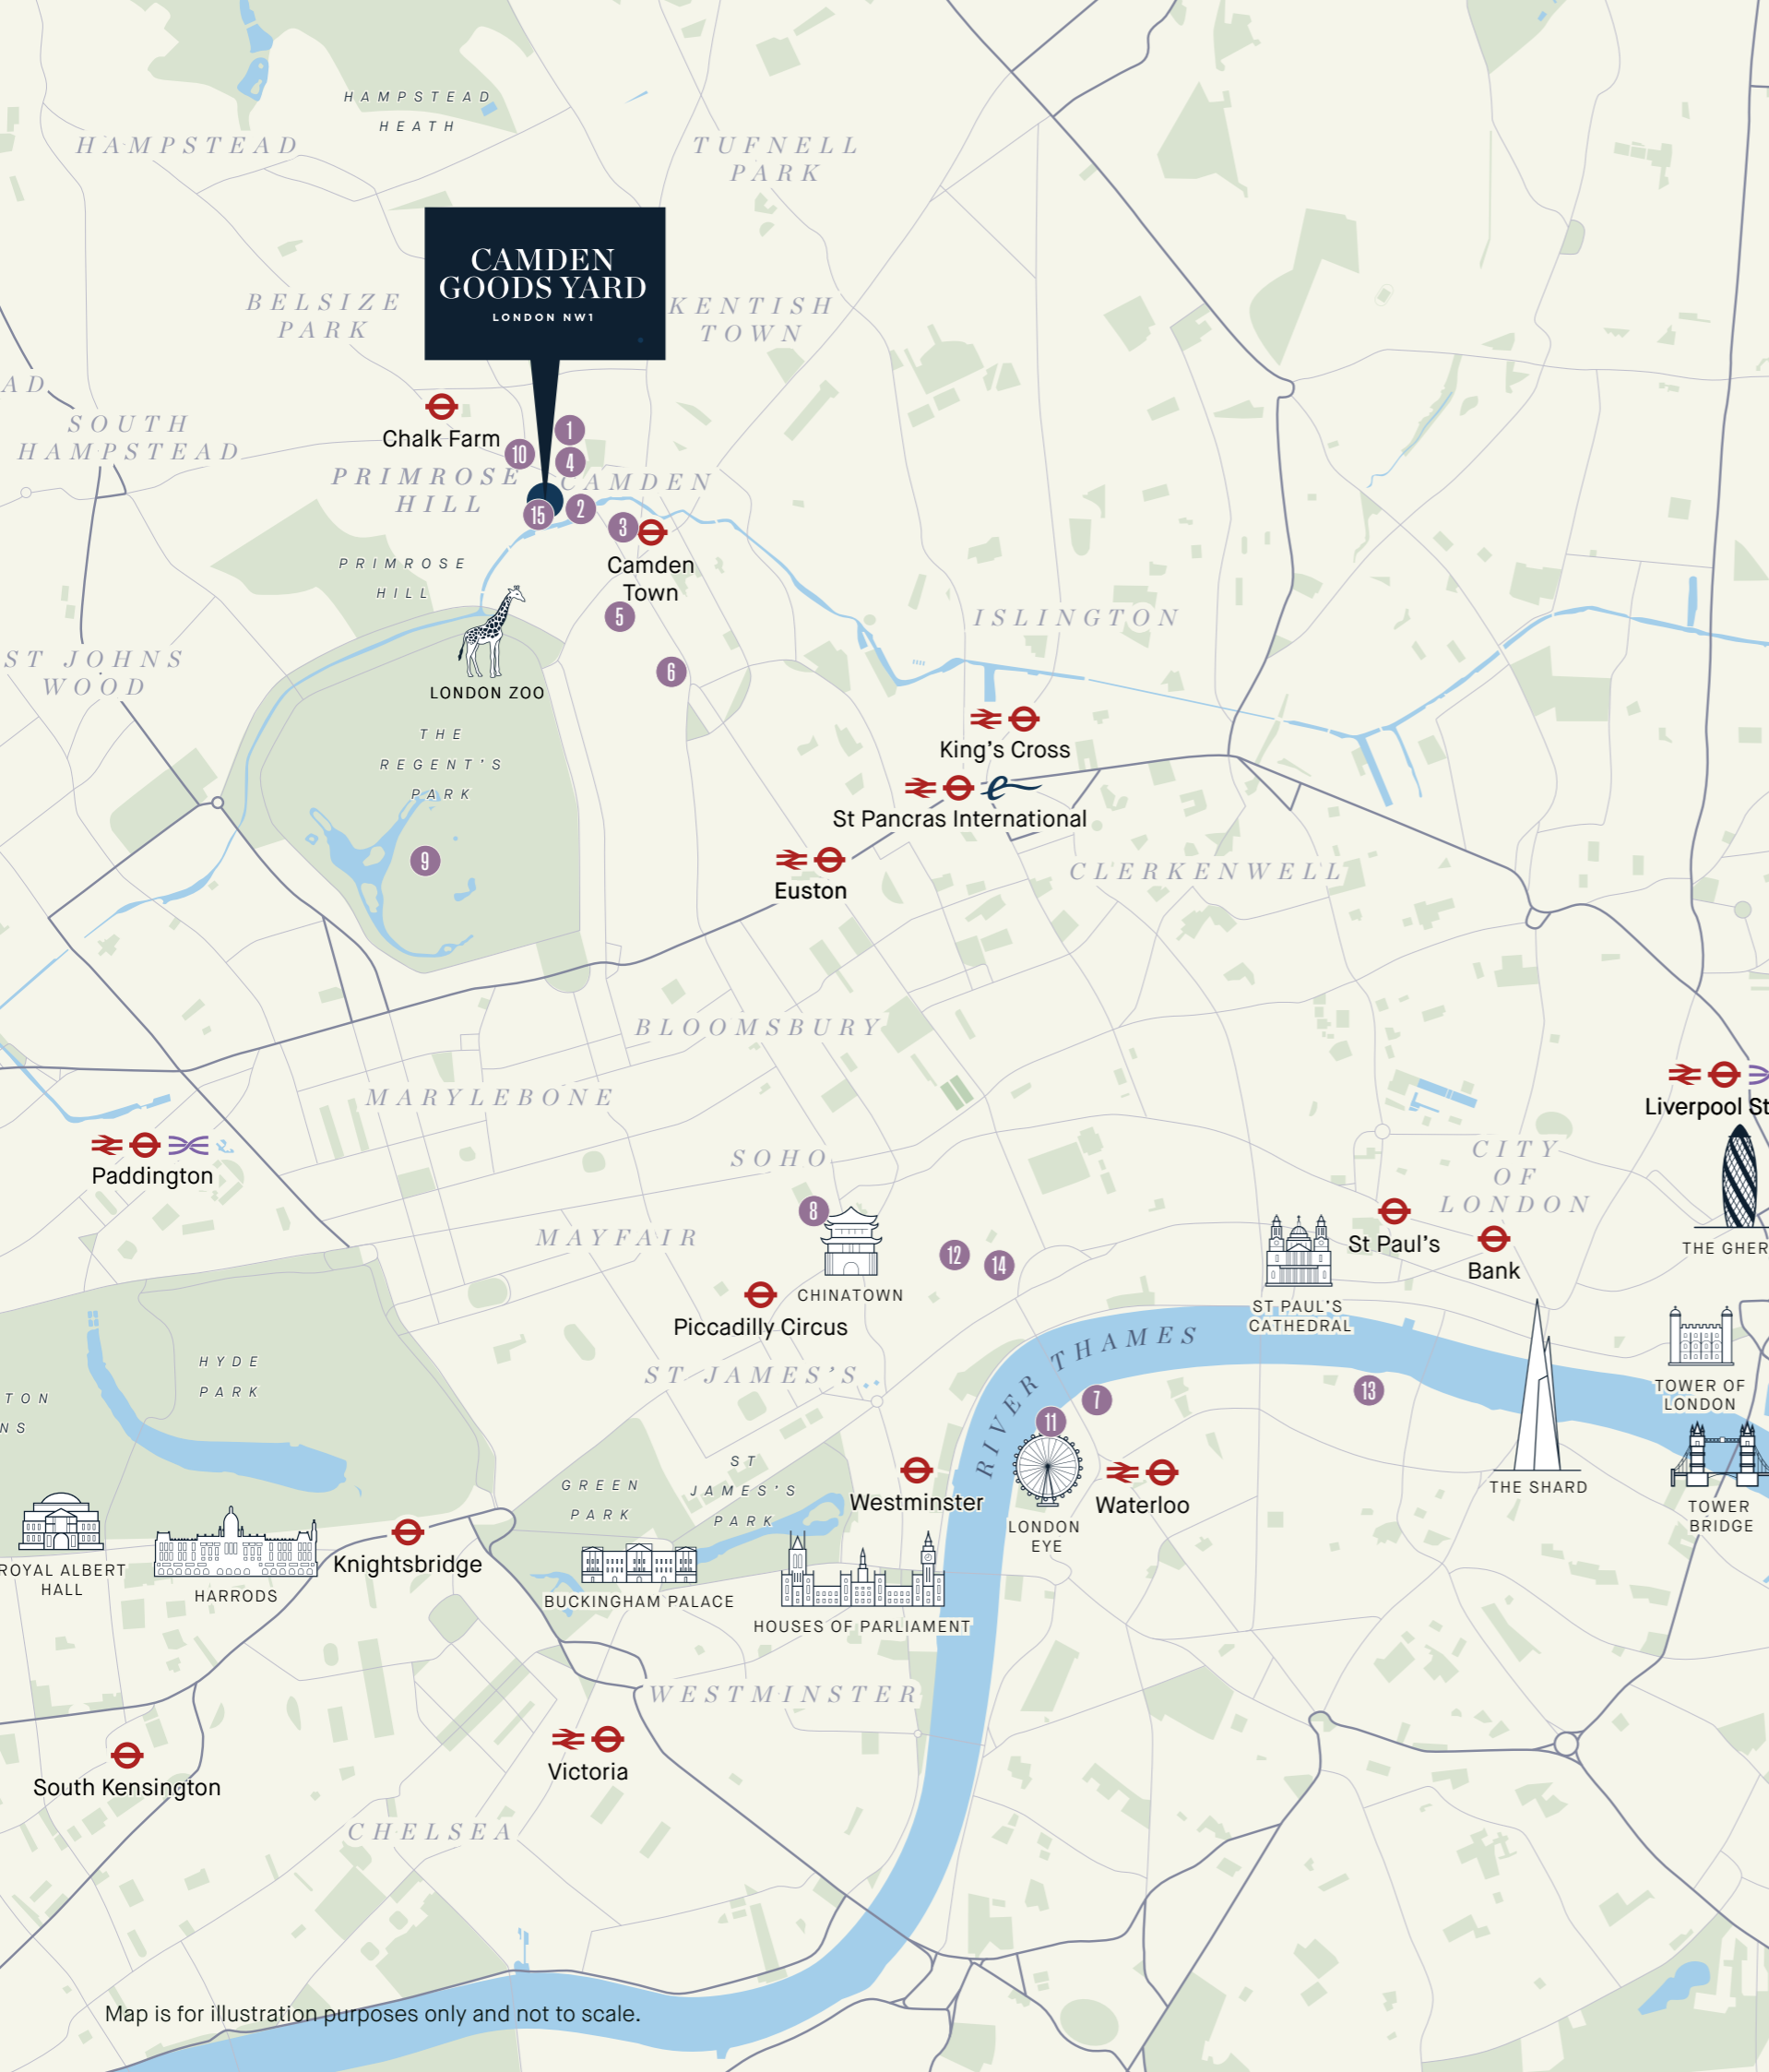 HAMPSTEAD
HEATH
HAMPSTEAD
TUFNELL
PARK
CAMDEN
GOODS YARD
LONDON NW1
BELSIZE
PARK
KENTISH
TOWN
AD
SOUTH
HAMPSTEAD
Chalk Farm
1
10
4
PRIMROSE
HILL
CAMDEN
15
2
3
Camden
Town
PRIMROSE
HILL
5
ISLINGTON
ST JOHNS
WOOD
6
LONDON ZOO
THE
REGENT'S
PARK
King's Cross
St Pancras International
9
Euston
CLERKENWELL
BLOOMSBURY
MARYLEBONE
Liverpool St
Paddington
SOHO
CITY
OF
LONDON
8
MAYFAIR
12
14
St Paul's
Bank
THE GHER
CHINATOWN
Piccadilly Circus
ST PAUL'S
CATHEDRAL
RIVER THAMES
HYDE
PARK
ST JAMES'S
TON
NS
7
13
11
TOWER OF
LONDON
GREEN
PARK
ST
JAMES'S
PARK
Westminster
Waterloo
THE SHARD
TOWER
BRIDGE
LONDON
EYE
ROYAL ALBERT
HALL
HARRODS
Knightsbridge
BUCKINGHAM PALACE
HOUSES OF PARLIAMENT
WESTMINSTER
Victoria
South Kensington
CHELSEA
Map is for illustration purposes only and not to scale.